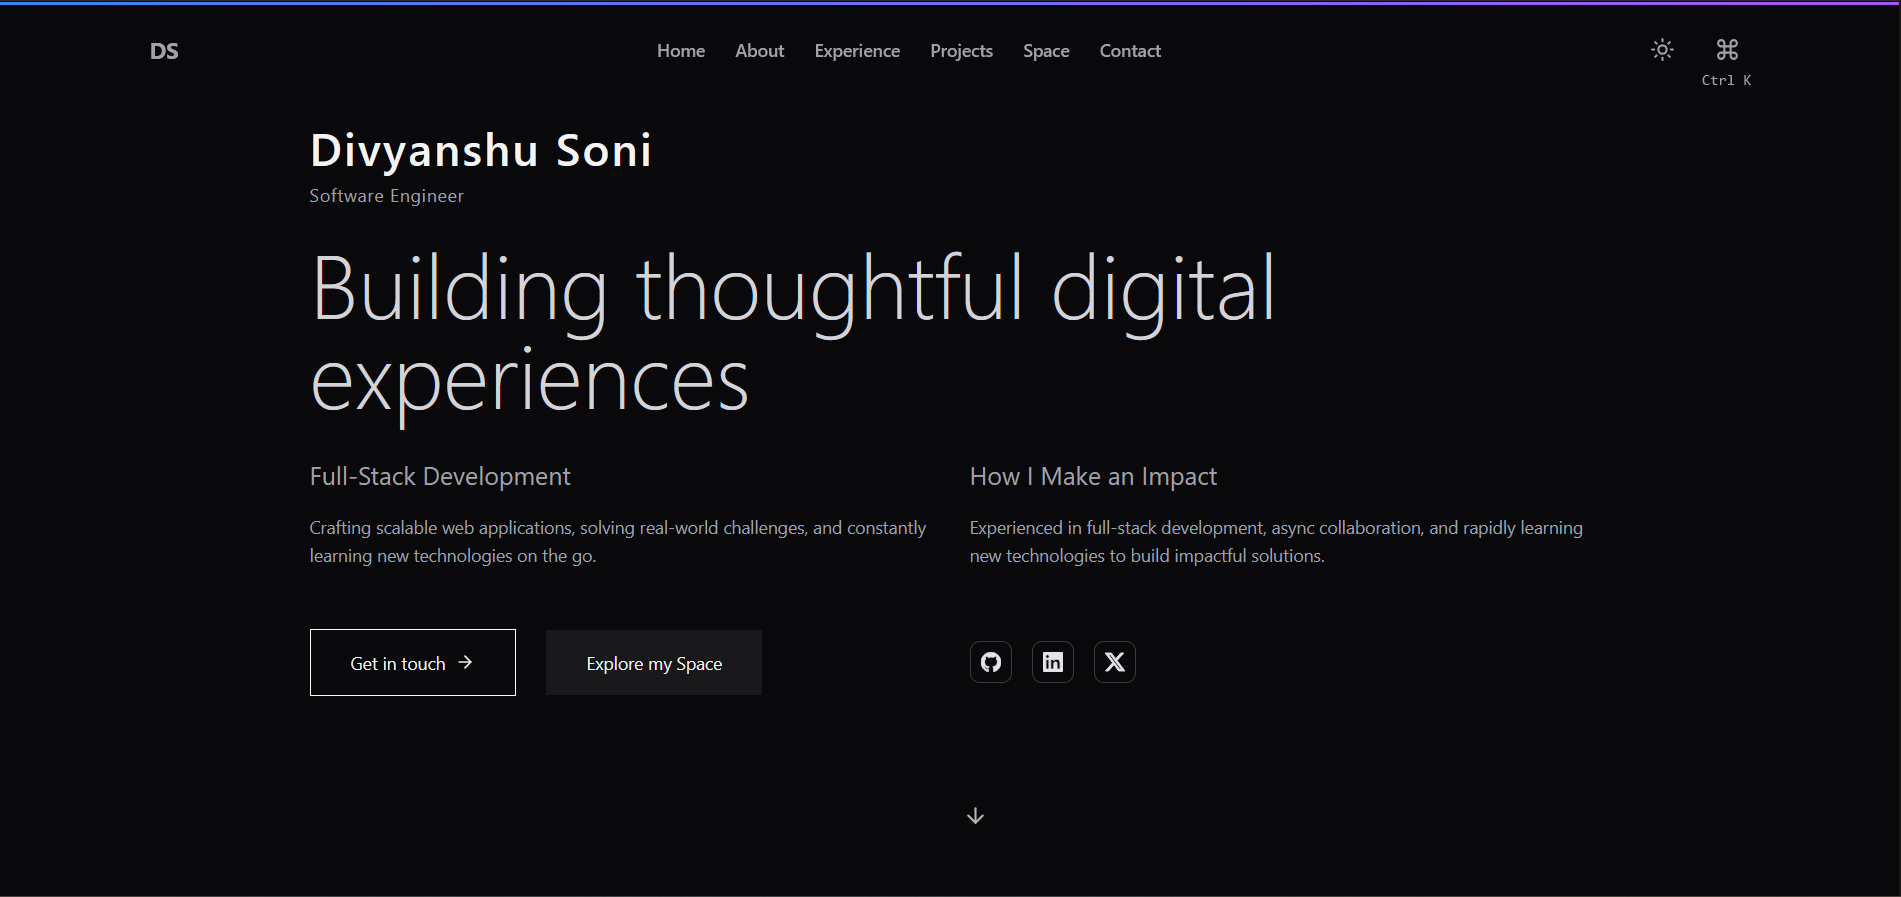 DS
Home About Experience Projects Space Contact
Ctrl K
Divyanshu Soni
Software Engineer
Building thoughtful digital
experiences
Full-Stack Development
Crafting scalable web applications, solving real-world challenges, and constantly
learning new technologies on the go.
How I Make an Impact
Experienced in full-stack development, async collaboration, and rapidly learning
new technologies to build impactful solutions.
Get in touch
Explore my Space